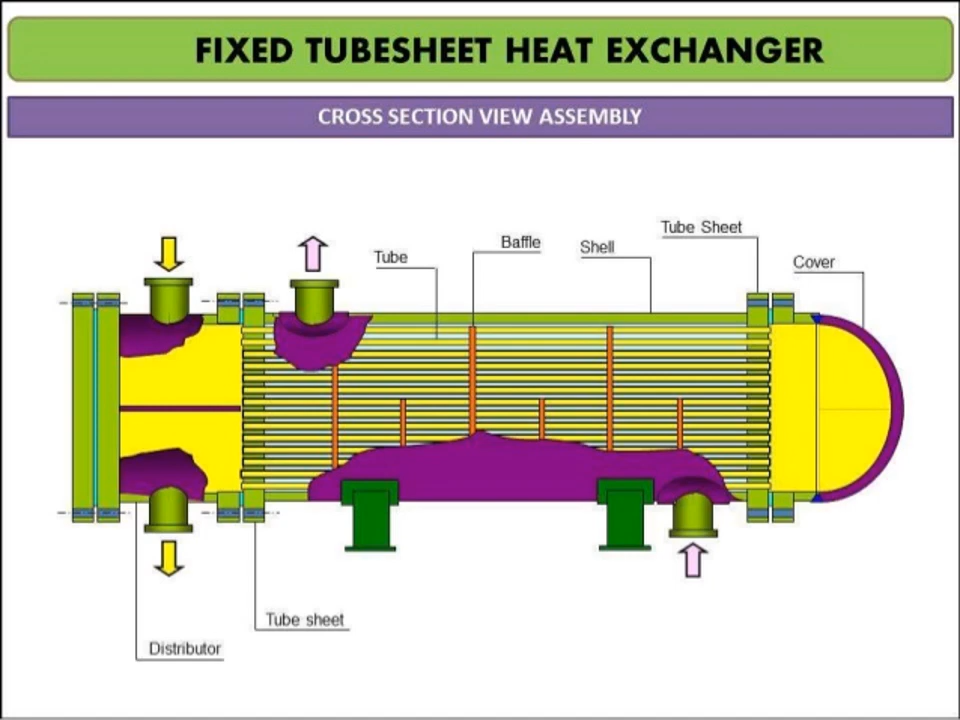 FIXED TUBESHEET HEAT EXCHANGER
CROSS SECTION VIEW ASSEMBLY
Tube Sheet
Baffle
Shell
Tube
Cover
Tube sheet
Distributor